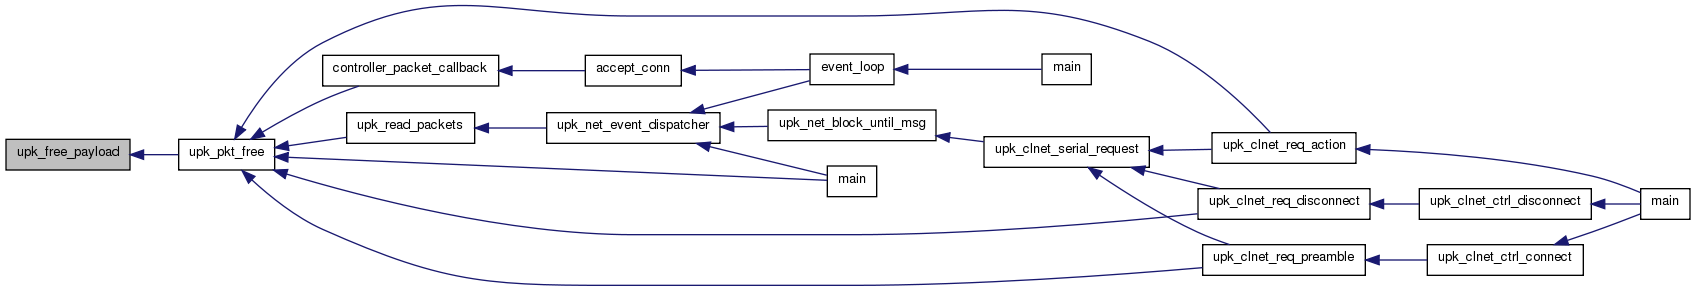 upk_free_payload
upk_pkt_free
controller_packet_callback
accept_conn
event_loop
main
upk_read_packets
upk_net_event_dispatcher
upk_net_block_until_msg
main
upk_clnet_serial_request
upk_clnet_req_action
upk_clnet_req_disconnect
upk_clnet_ctrl_disconnect
main
upk_clnet_req_preamble
upk_clnet_ctrl_connect